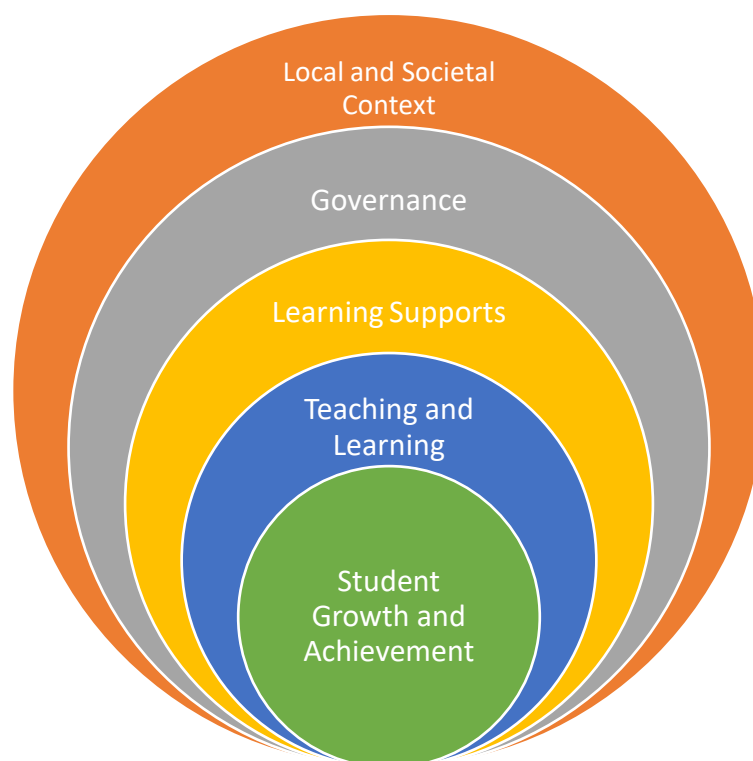 Local and Societal
Context
Governance
Learning Supports
Teaching and
Learning
Student
Growth and
Achievement